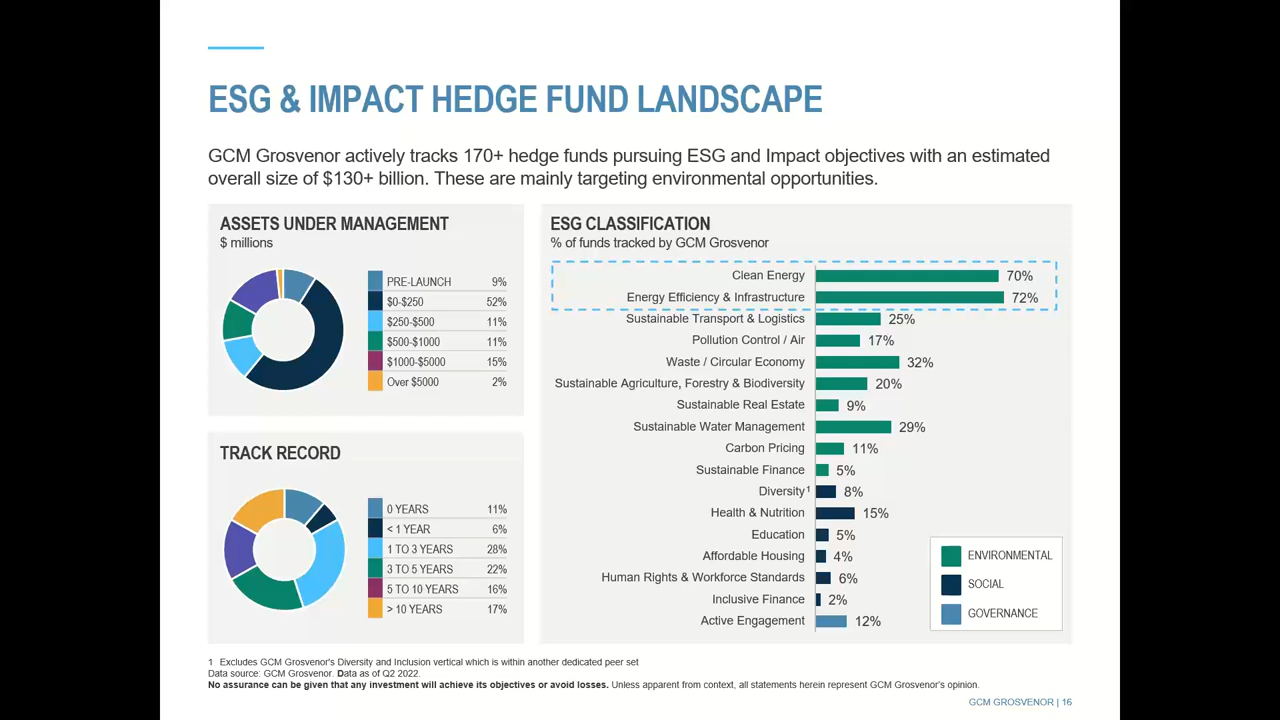 ESG & IMPACT HEDGE FUND LANDSCAPE
GCM Grosvenor actively tracks 170+ hedge funds pursuing ESG and Impact objectives with an estimated
overall size of $130+ billion. These are mainly targeting environmental opportunities.
ASSETS UNDER MANAGEMENT
$ millions
PRE-LAUNCH 9%
$0-$250 52%
$250-$500 11%
$500-$1000 11%
$1000-$5000 15%
Over $5000 2%
TRACK RECORD
0 YEARS 11%
< 1 YEAR 6%
1 TO 3 YEARS 28%
3 TO 5 YEARS 22%
5 TO 10 YEARS 16%
> 10 YEARS 17%
ESG CLASSIFICATION
% of funds tracked by GCM Grosvenor
Clean Energy 70%
Energy Efficiency & Infrastructure 72%
Sustainable Transport & Logistics 25%
Pollution Control / Air 17%
Waste / Circular Economy 32%
Sustainable Agriculture, Forestry & Biodiversity 20%
Sustainable Real Estate 9%
Sustainable Water Management 29%
Carbon Pricing 11%
Sustainable Finance 5%
Diversity¹ 8%
Health & Nutrition 15%
Education 5%
Affordable Housing 4%
Human Rights & Workforce Standards 6%
Inclusive Finance 2%
Active Engagement 12%
ENVIRONMENTAL
SOCIAL
GOVERNANCE
1 Excludes GCM Grosvenor's Diversity and Inclusion vertical which is within another dedicated peer set
Data source: GCM Grosvenor. Data as of Q2 2022.
No assurance can be given that any investment will achieve its objectives or avoid losses. Unless apparent from context, all statements herein represent GCM Grosvenor's opinion.
GCM GROSVENOR | 16